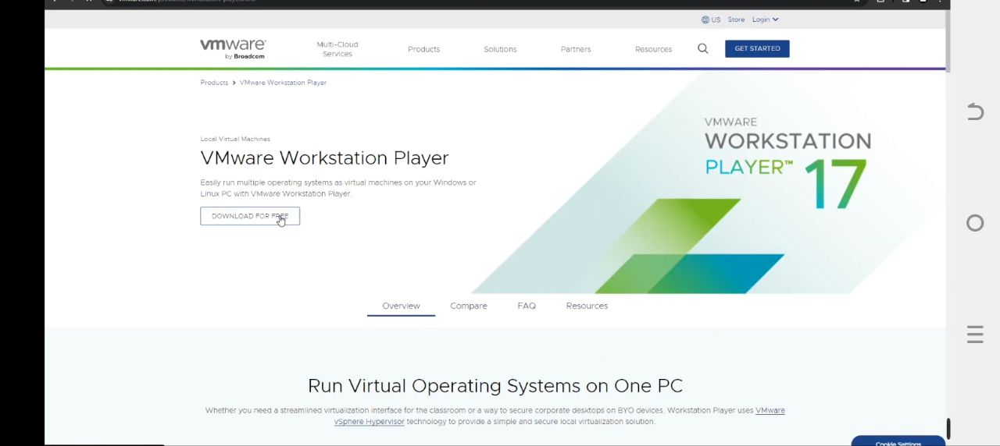 US Store Login
vmware®
by Broadcom
Multi-Cloud
Services
Products
Solutions
Partners
Resources
GET STARTED
Products > VMware Workstation Player
Local Virtual Machines
VMware Workstation Player
Easily run multiple operating systems as virtual machines on your Windows or
Linux PC with VMware Workstation Player.
DOWNLOAD FOR FREE
VMWARE
WORKSTATION
PLAYER™ 17
Overview
Compare
FAQ
Resources
Run Virtual Operating Systems on One PC
Whether you need a streamlined virtualization interface for the classroom or a way to secure corporate desktops on BYO devices, Workstation Player uses VMware
vSphere Hypervisor technology to provide a simple and secure local virtualization solution.
Cookie Settings